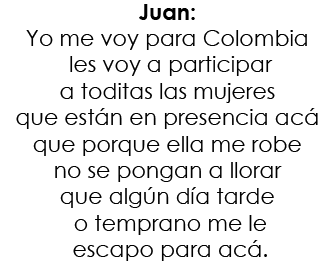 Juan:
Yo me voy para Colombia
les voy a participar
a toditas las mujeres
que están en presencia acá
que porque ella me robe
no se pongan a llorar
que algún día tarde
o temprano me le
escapo para acá.